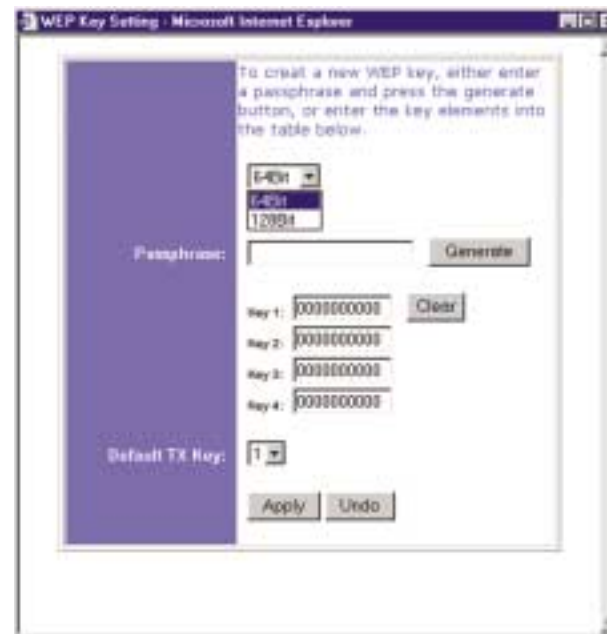 WEP Key Setting - Microsoft Internet Explorer
To creat a new WEP key, either enter
a passphrase and press the generate
button, or enter the key elements into
the table below.
64Bit
64Bit
128Bit
Passphrase:
Generate
Key 1: 0000000000
Clear
Key 2: 0000000000
Key 3: 0000000000
Key 4: 0000000000
Default TX Key:
1
Apply
Undo